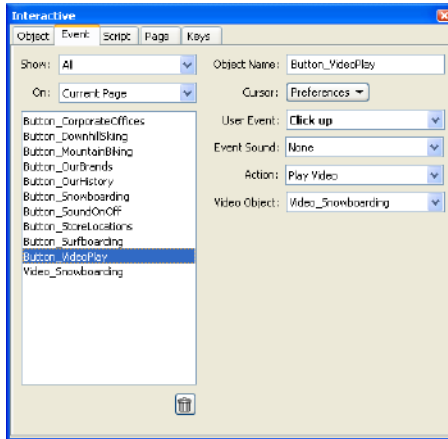 Interactive
Object Event Script Page Keys
Show: All
On: Current Page
Button_CorporateOffices
Button_DownhillSkiing
Button_MountainBiking
Button_OurBrands
Button_OurHistory
Button_Snowboarding
Button_SoundOnOff
Button_StoreLocations
Button_Surfboarding
Button_VideoPlay
Video_Snowboarding
Object Name: Button_VideoPlay
Cursor: Preferences
User Event: Click up
Event Sound: None
Action: Play Video
Video Object: Video_Snowboarding